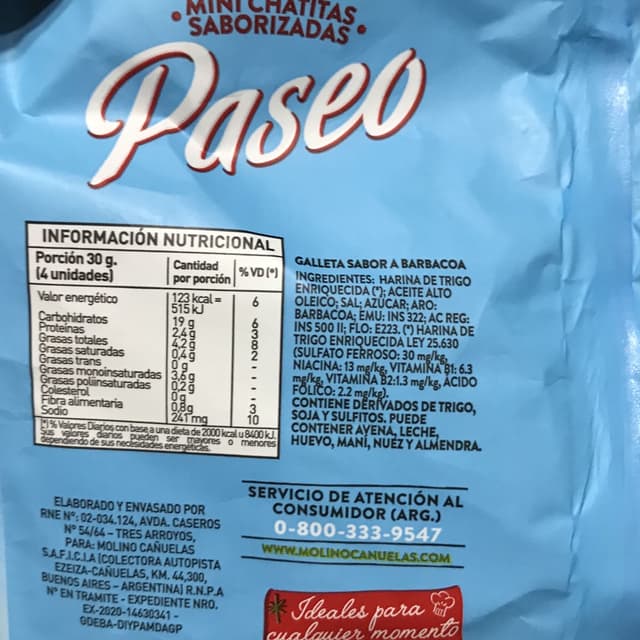 • MINI CHATITAS
SABORIZADAS •
Paseo
INFORMACIÓN NUTRICIONAL
Porción 30 g.
(4 unidades)
Cantidad
por porción
% VD (*)
Valor energético 123 kcal = 6
515 kJ
Carbohidratos 19 g 6
Proteínas 2,4 g 3
Grasas totales 4,2 g 8
Grasas saturadas 0,4 g 2
Grasas trans 0 g -
Grasas monoinsaturadas 3,6 g -
Grasas poliinsaturadas 0,2 g -
Colesterol 0 g -
Fibra alimentaria 0,8g 3
Sodio 241 mg 10
(*) % Valores Diarios con base a una dieta de 2000 kcal u 8400 kJ.
Sus valores diarios pueden ser mayores o menores
dependiendo de sus necesidades energéticas.
GALLETA SABOR A BARBACOA
INGREDIENTES: HARINA DE TRIGO
ENRIQUECIDA (*); ACEITE ALTO
OLEICO; SAL; AZÚCAR; ARO:
BARBACOA; EMU: INS 322; AC REG:
INS 500 II; FLO: E223. (*) HARINA DE
TRIGO ENRIQUECIDA LEY 25.630
(SULFATO FERROSO: 30 mg/kg,
NIACINA: 13 mg/kg, VITAMINA B1: 6.3
mg/kg, VITAMINA B2:1.3 mg/kg, ÁCIDO
FÓLICO: 2.2 mg/kg).
CONTIENE DERIVADOS DE TRIGO,
SOJA Y SULFITOS. PUEDE
CONTENER AVENA, LECHE,
HUEVO, MANÍ, NUEZ Y ALMENDRA.
SERVICIO DE ATENCIÓN AL
CONSUMIDOR (ARG.)
0-800-333-9547
WWW.MOLINOCANUELAS.COM
ELABORADO Y ENVASADO POR
RNE N°: 02-034.124, AVDA. CASEROS
N° 54/64 - TRES ARROYOS,
PARA: MOLINO CAÑUELAS
S.A.F.I.C.I.A (COLECTORA AUTOPISTA
EZEIZA-CAÑUELAS, KM. 44,300,
BUENOS AIRES - ARGENTINA) R.N.P.A
N° EN TRAMITE - EXPEDIENTE NRO.
EX-2020-14630341 -
GDEBA-DIYPAMDAGP
Ideales para
cualquier momento